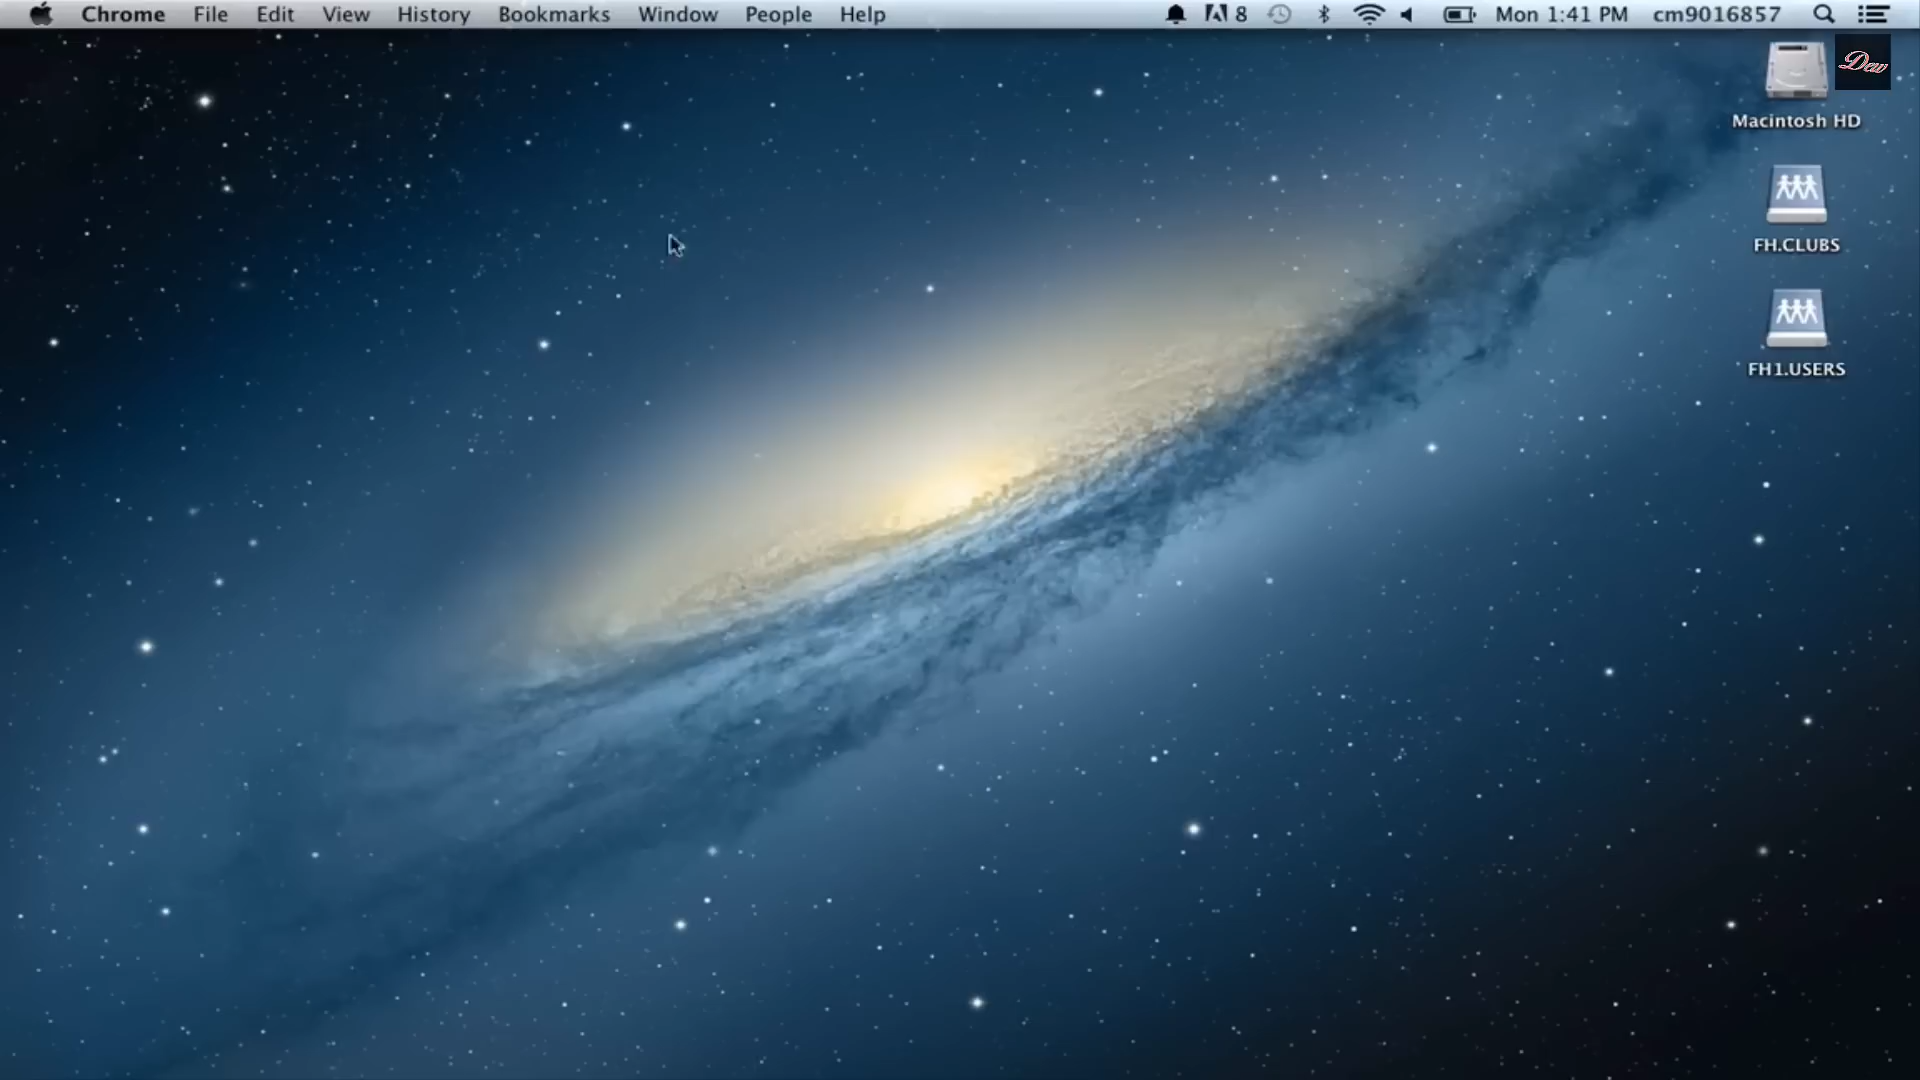 Chrome File Edit View History Bookmarks Window People Help 8 Mon 1:41 PM cm9016857
Dew
Macintosh HD
FH.CLUBS
FH1.USERS